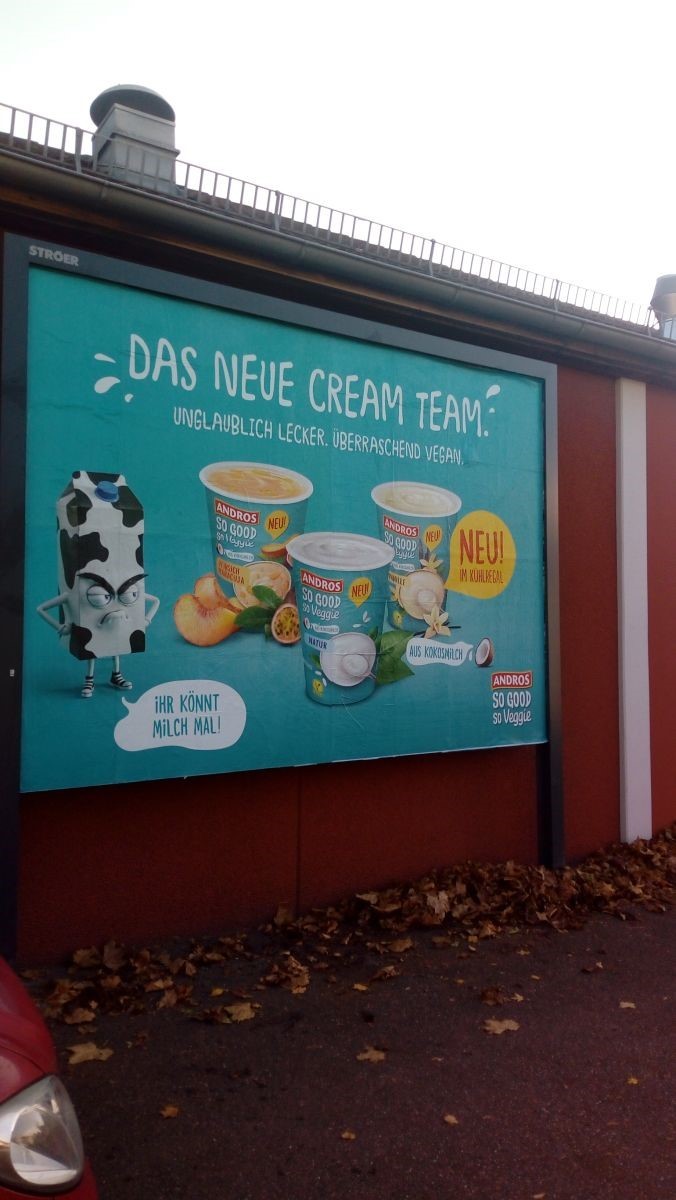 STRÖER
DAS NEUE CREAM TEAM.
UNGLAUBLICH LECKER. ÜBERRASCHEND VEGAN.
ANDROS
SO GOOD
so Veggie
NEU!
PFIRSICH
MARACUJA
ANDROS
SO GOOD
so Veggie
NEU!
NATUR
ANDROS
SO GOOD
so Veggie
NEU!
NEU!
IM KÜHLREGAL
AUS KOKOSMILCH
IHR KÖNNT
MILCH MAL!
ANDROS
SO GOOD
so Veggie